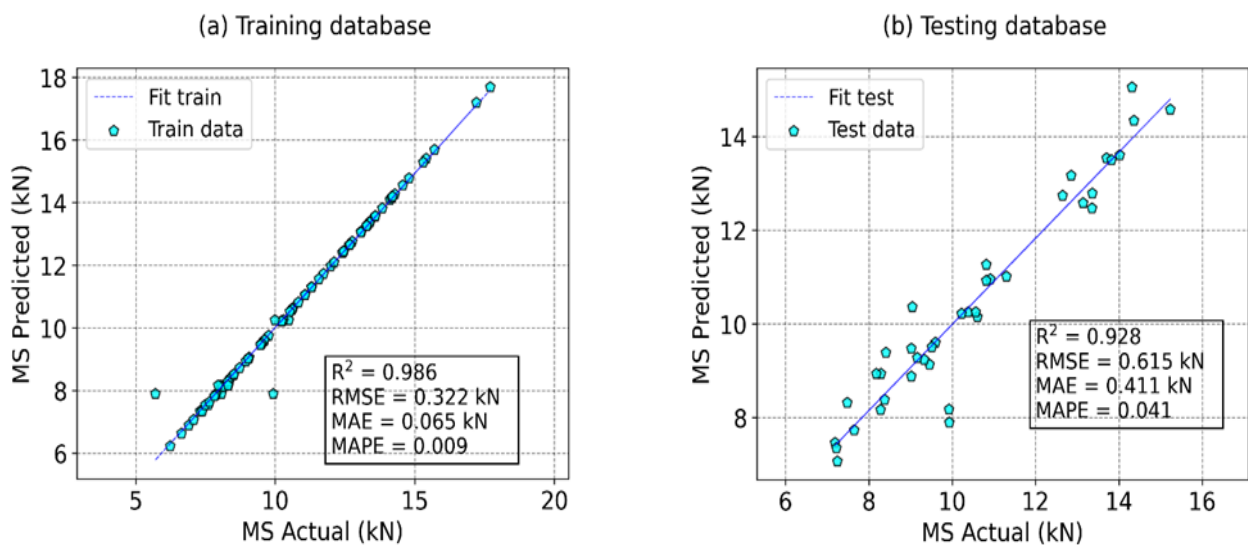 (a) Training database
MS Predicted (kN)
18
16
14
12
10
8
6
Fit train
Train data
R² = 0.986
RMSE = 0.322 kN
MAE = 0.065 kN
MAPE = 0.009
5 10 15 20
MS Actual (kN)
(b) Testing database
MS Predicted (kN)
14
12
10
8
Fit test
Test data
R² = 0.928
RMSE = 0.615 kN
MAE = 0.411 kN
MAPE = 0.041
6 8 10 12 14 16
MS Actual (kN)